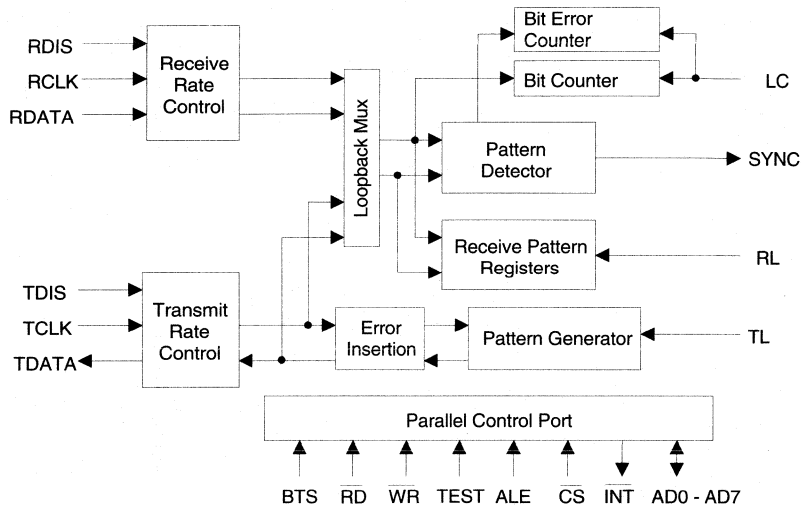 Bit Error
Counter
RDIS
Receive
Rate
Control
RCLK
Bit Counter
LC
RDATA
Loopback Mux
Pattern
Detector
SYNC
Receive Pattern
Registers
RL
TDIS
Transmit
Rate
Control
TCLK
Error
Insertion
Pattern Generator
TL
TDATA
Parallel Control Port
BTS RD WR TEST ALE CS INT AD0 - AD7